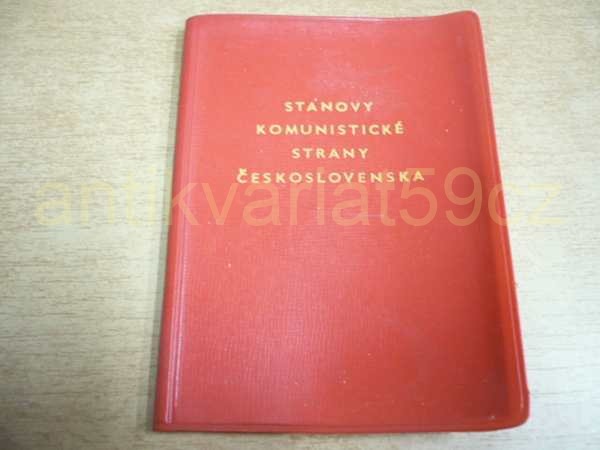 STANOVY
KOMUNISTICKÉ
STRANY
ČESKOSLOVENSKA
antikvariat59cz